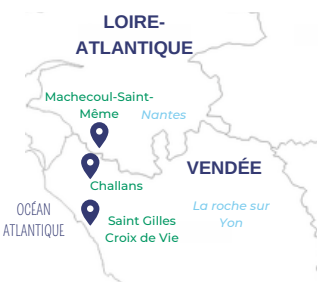 LOIRE-
ATLANTIQUE
Machecoul-Saint-
Même
Nantes
VENDÉE
Challans
La roche sur
Yon
OCÉAN
ATLANTIQUE
Saint Gilles
Croix de Vie